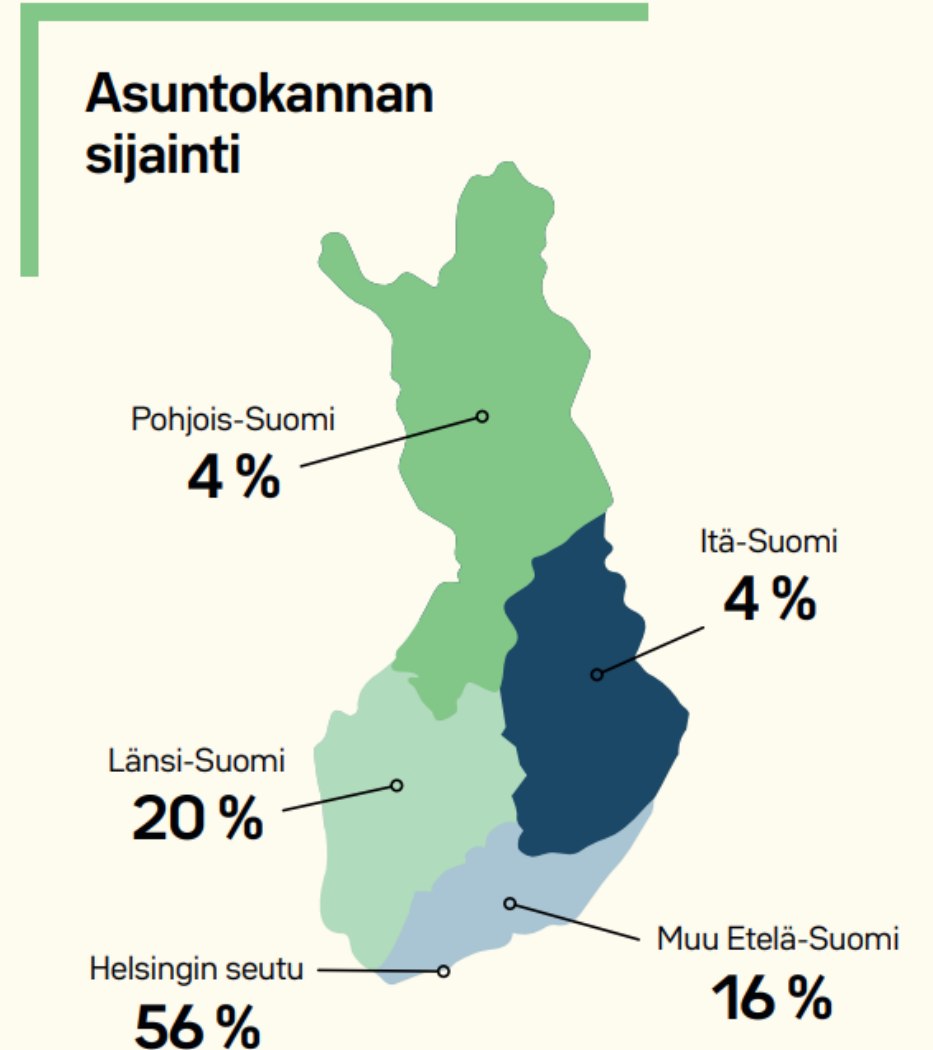 Asuntokannan
sijainti
Pohjois-Suomi
4 %
Itä-Suomi
4 %
Länsi-Suomi
20 %
Muu Etelä-Suomi
16 %
Helsingin seutu
56 %